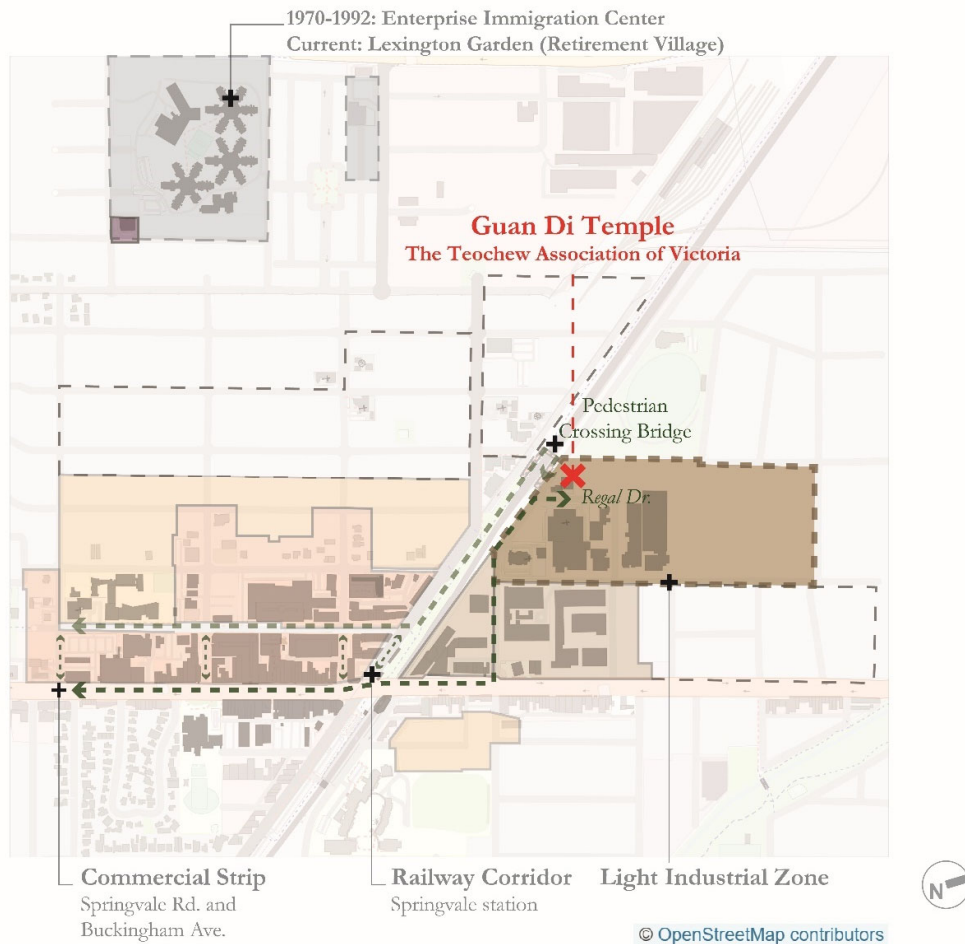 1970-1992: Enterprise Immigration Center
Current: Lexington Garden (Retirement Village)
Guan Di Temple
The Teochew Association of Victoria
Pedestrian
Crossing Bridge
Regal Dr.
Commercial Strip
Springvale Rd. and
Buckingham Ave.
Railway Corridor
Springvale station
Light Industrial Zone
N
© OpenStreetMap contributors